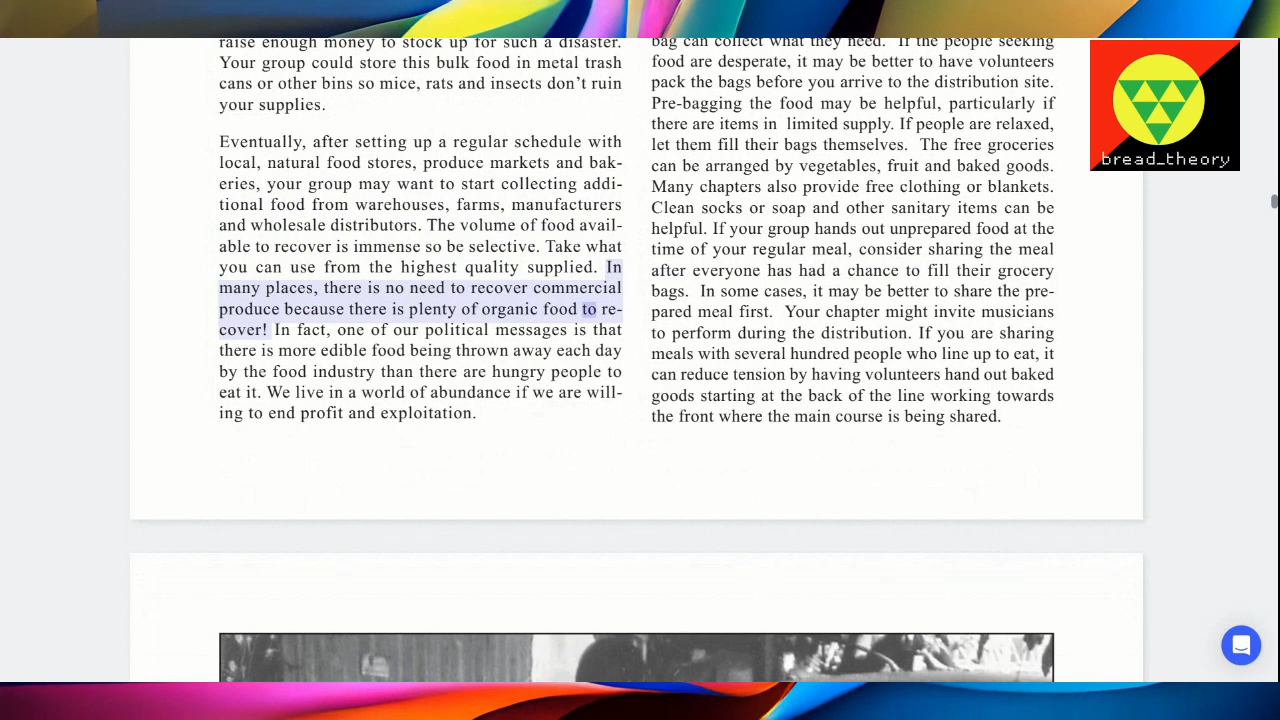 raise enough money to stock up for such a disaster.
Your group could store this bulk food in metal trash
cans or other bins so mice, rats and insects don’t ruin
your supplies.
Eventually, after setting up a regular schedule with
local, natural food stores, produce markets and bak-
eries, your group may want to start collecting addi-
tional food from warehouses, farms, manufacturers
and wholesale distributors. The volume of food avail-
able to recover is immense so be selective. Take what
you can use from the highest quality supplied. In
many places, there is no need to recover commercial
produce because there is plenty of organic food to re-
cover! In fact, one of our political messages is that
there is more edible food being thrown away each day
by the food industry than there are hungry people to
eat it. We live in a world of abundance if we are will-
ing to end profit and exploitation.
bag can collect what they need. If the people seeking
food are desperate, it may be better to have volunteers
pack the bags before you arrive to the distribution site.
Pre-bagging the food may be helpful, particularly if
there are items in limited supply. If people are relaxed,
let them fill their bags themselves. The free groceries
can be arranged by vegetables, fruit and baked goods.
Many chapters also provide free clothing or blankets.
Clean socks or soap and other sanitary items can be
helpful. If your group hands out unprepared food at the
time of your regular meal, consider sharing the meal
after everyone has had a chance to fill their grocery
bags. In some cases, it may be better to share the pre-
pared meal first. Your chapter might invite musicians
to perform during the distribution. If you are sharing
meals with several hundred people who line up to eat, it
can reduce tension by having volunteers hand out baked
goods starting at the back of the line working towards
the front where the main course is being shared.
bread_theory